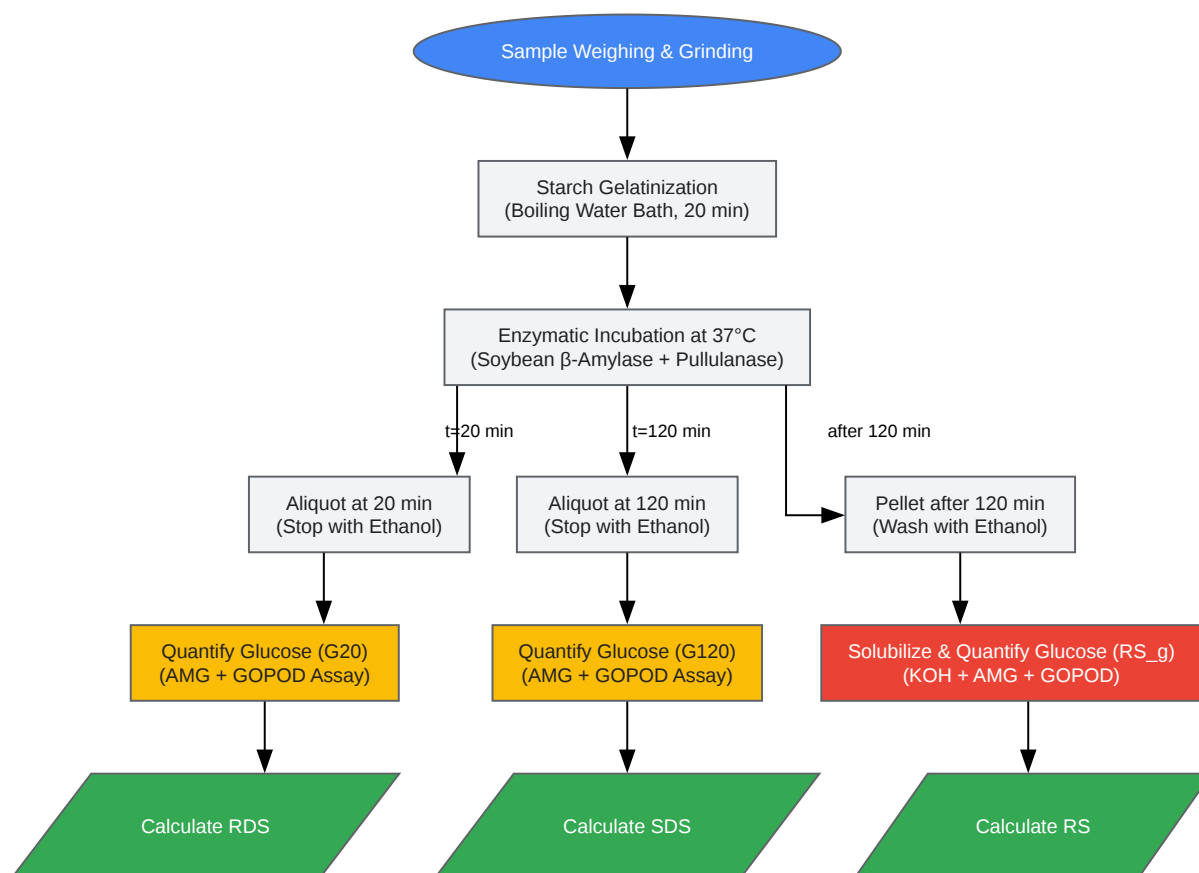 Sample Weighing & Grinding
Starch Gelatinization
(Boiling Water Bath, 20 min)
Enzymatic Incubation at 37°C
(Soybean β-Amylase + Pullulanase)
t=20 min
t=120 min
after 120 min
Aliquot at 20 min
(Stop with Ethanol)
Aliquot at 120 min
(Stop with Ethanol)
Pellet after 120 min
(Wash with Ethanol)
Quantify Glucose (G20)
(AMG + GOPOD Assay)
Quantify Glucose (G120)
(AMG + GOPOD Assay)
Solubilize & Quantify Glucose (RS_g)
(KOH + AMG + GOPOD)
Calculate RDS
Calculate SDS
Calculate RS